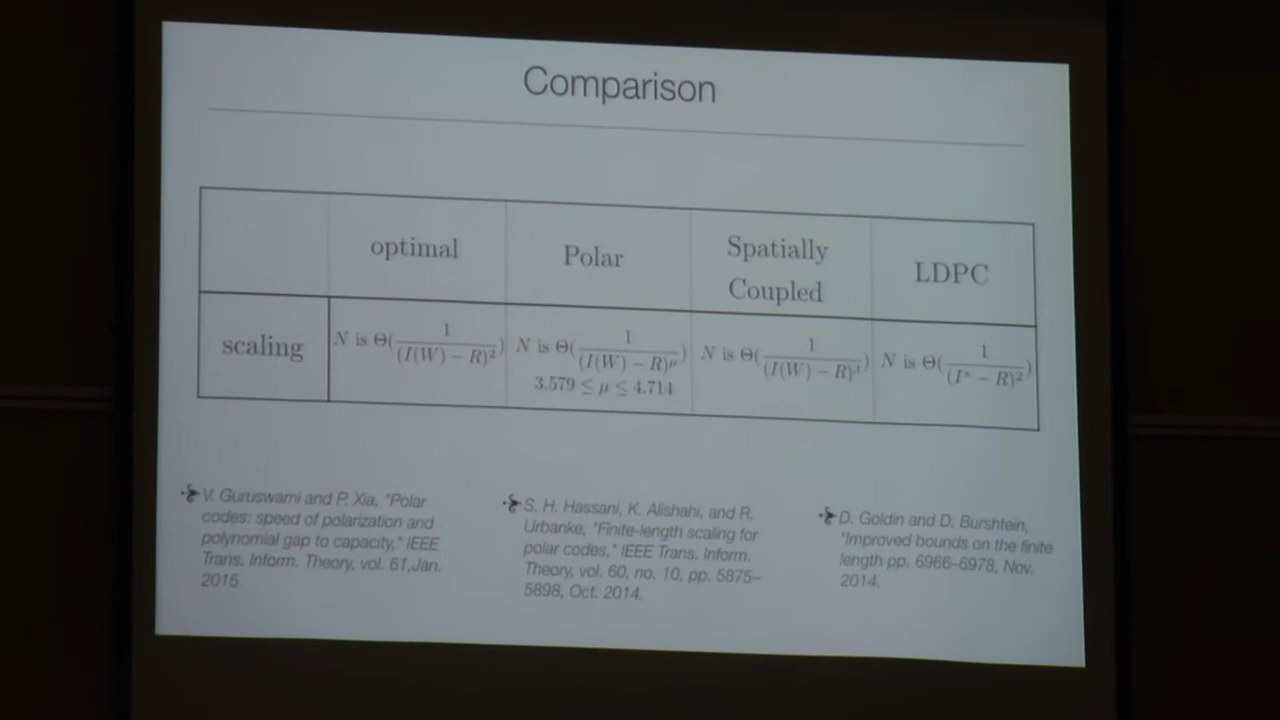 Comparison
optimal
Polar
Spatially
Coupled
LDPC
scaling
N is Θ(1/(I(W) − R)²)
N is Θ(1/(I(W) − R)^μ)
3.579 ≤ μ ≤ 4.714
N is Θ(1/(I(W) − R)³)
N is Θ(1/(I* − R)²)
V. Guruswami and P. Xia, "Polar
codes: speed of polarization and
polynomial gap to capacity," IEEE
Trans. Inform. Theory, vol. 61,Jan.
2015
S. H. Hassani, K. Alishahi, and R.
Urbanke, "Finite-length scaling for
polar codes," IEEE Trans. Inform.
Theory, vol. 60, no. 10, pp. 5875–
5898, Oct. 2014.
D. Goldin and D. Burshtein,
"Improved bounds on the finite
length pp. 6966–6978, Nov.
2014.